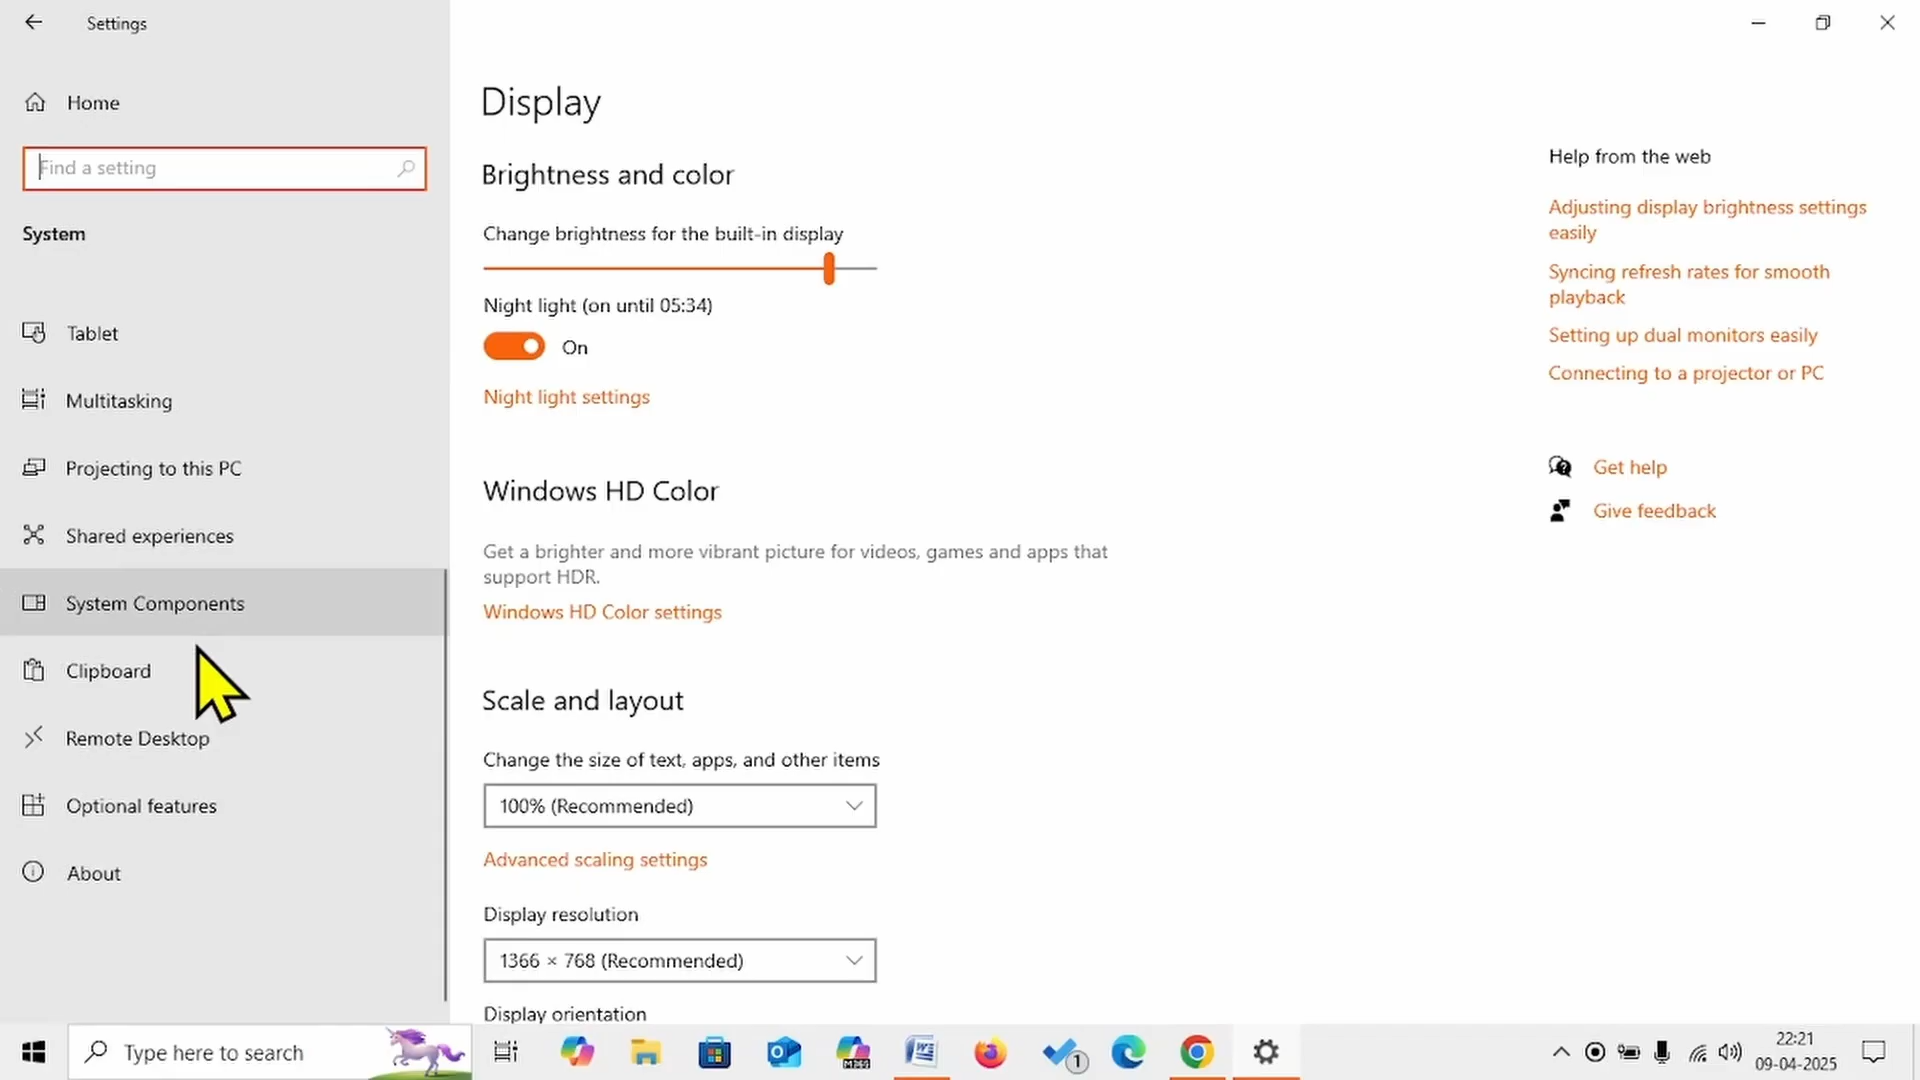 Settings
Home
Find a setting
System
Tablet
Multitasking
Projecting to this PC
Shared experiences
System Components
Clipboard
Remote Desktop
Optional features
About
Display
Brightness and color
Change brightness for the built-in display
Night light (on until 05:34)
On
Night light settings
Windows HD Color
Get a brighter and more vibrant picture for videos, games and apps that
support HDR.
Windows HD Color settings
Scale and layout
Change the size of text, apps, and other items
100% (Recommended)
Advanced scaling settings
Display resolution
1366 × 768 (Recommended)
Display orientation
Help from the web
Adjusting display brightness settings
easily
Syncing refresh rates for smooth
playback
Setting up dual monitors easily
Connecting to a projector or PC
Get help
Give feedback
Type here to search
M365
1
22:21
09-04-2025